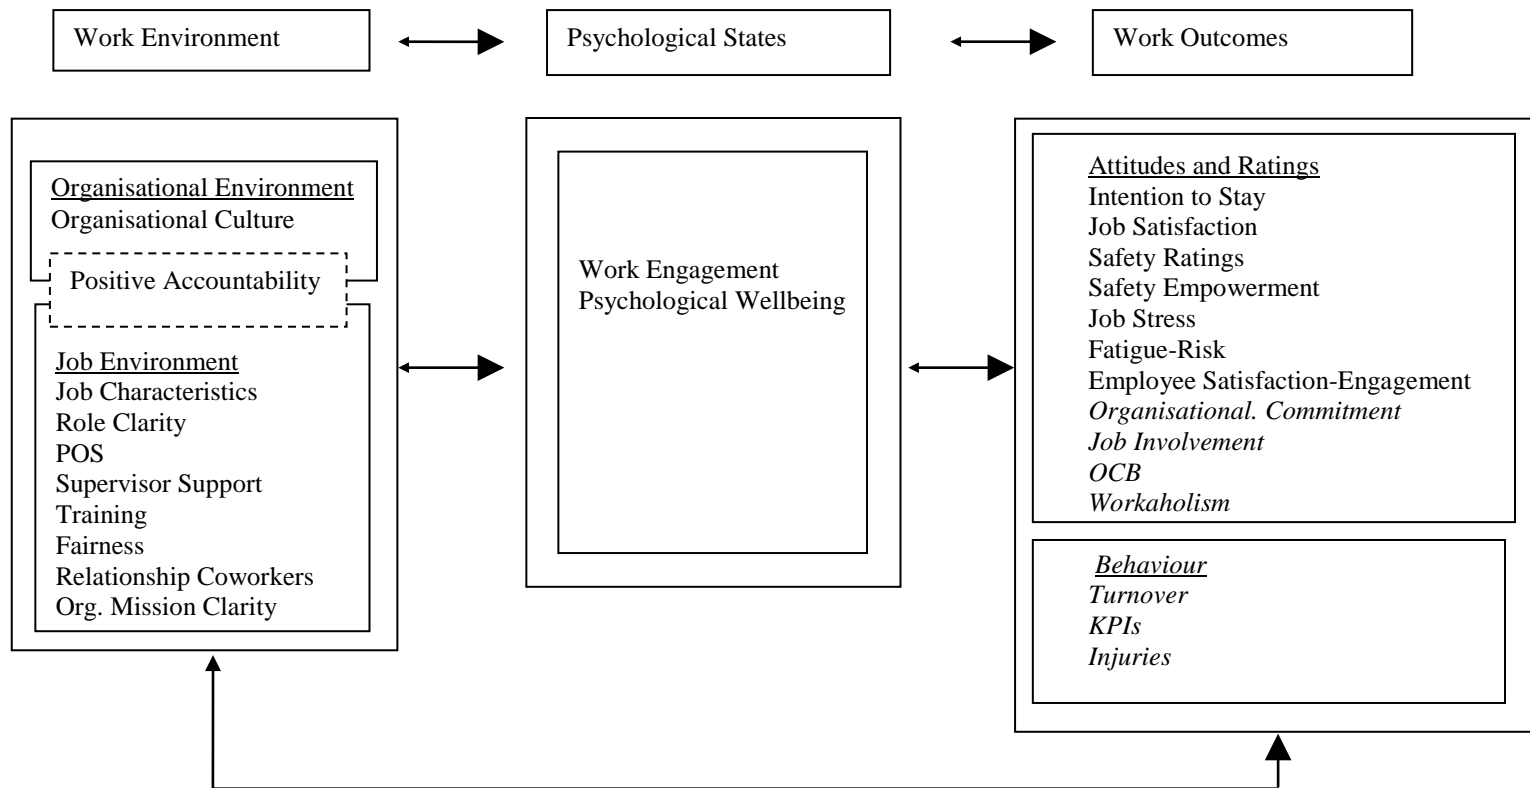 Work Environment
Psychological States
Work Outcomes
Organisational Environment
Organisational Culture
Positive Accountability
Job Environment
Job Characteristics
Role Clarity
POS
Supervisor Support
Training
Fairness
Relationship Coworkers
Org. Mission Clarity
Work Engagement
Psychological Wellbeing
Attitudes and Ratings
Intention to Stay
Job Satisfaction
Safety Ratings
Safety Empowerment
Job Stress
Fatigue-Risk
Employee Satisfaction-Engagement
Organisational. Commitment
Job Involvement
OCB
Workaholism
Behaviour
Turnover
KPIs
Injuries